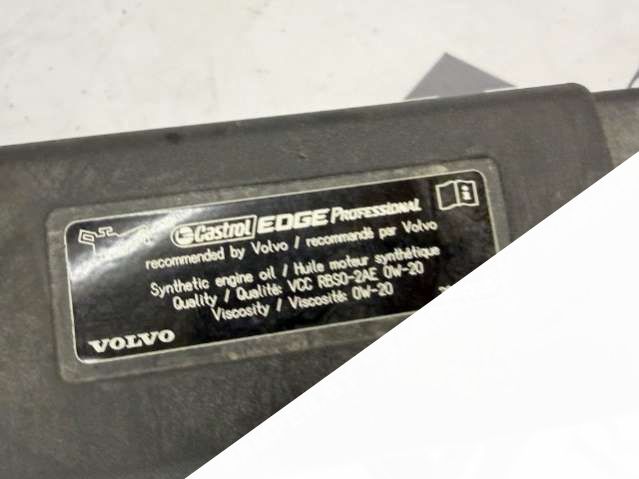 Castrol EDGE PROFESSIONAL
recommended by Volvo / recommandé par Volvo
Synthetic engine oil / Huile moteur synthétique
Quality / Qualité: VCC RBS0-2AE 0W-20
Viscosity / Viscosité: 0W-20
VOLVO